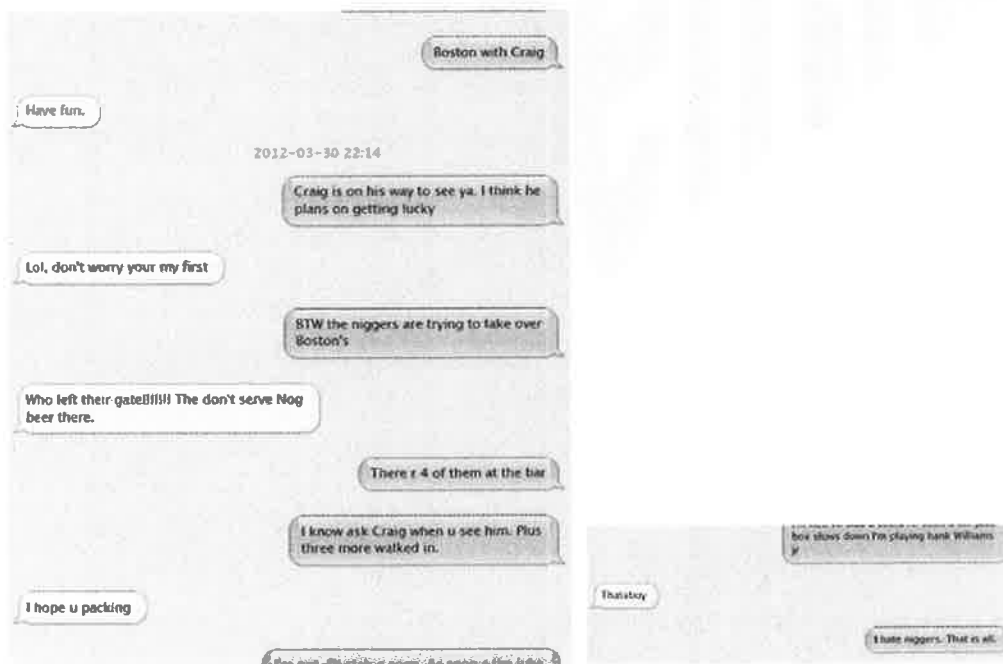 Boston with Craig
Have fun.
2012-03-30 22:14
Craig is on his way to see ya. I think he
plans on getting lucky
Lol, don't worry your my first
BTW the niggers are trying to take over
Boston's
Who left their gate!!!!!!! The don't serve Nog
beer there.
There r 4 of them at the bar
I know ask Craig when u see him. Plus
three more walked in.
I hope u packing
box slows down I'm playing hank Williams
jr
Thataboy
I hate niggers. That is all.